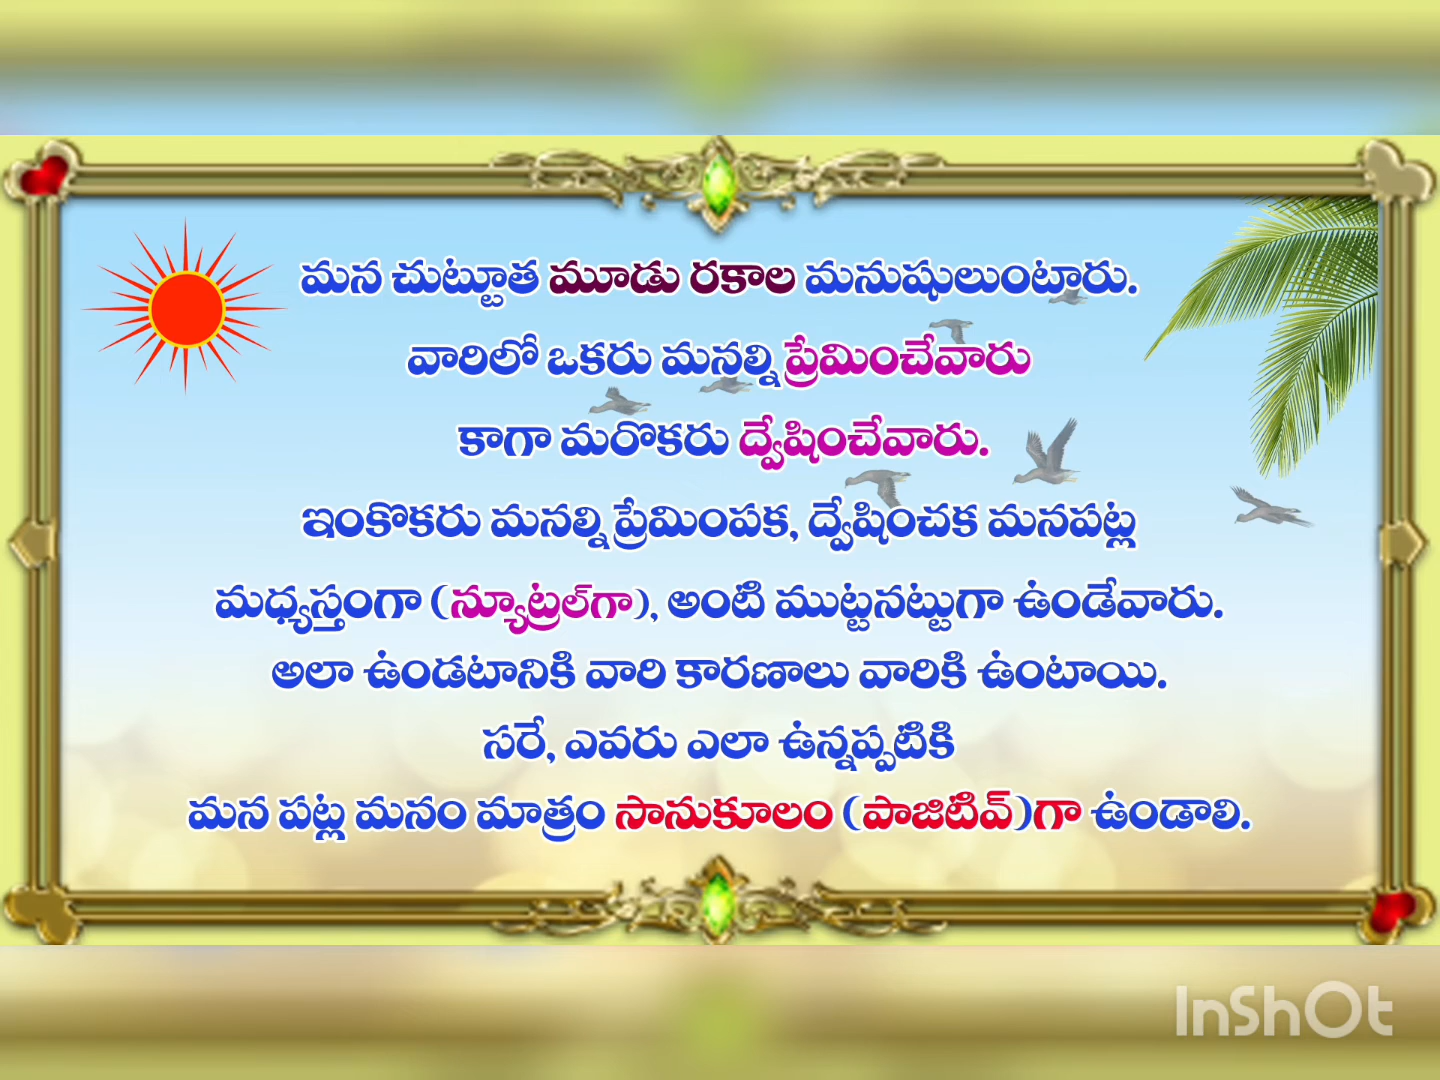 మన చుట్టూత మూడు రకాల మనుషులుంటారు.
వారిలో ఒకరు మనల్ని ప్రేమించేవారు
కాగా మరొకరు ద్వేషించేవారు.
ఇంకొకరు మనల్ని ప్రేమింపక, ద్వేషించక మనపట్ల
మధ్యస్తంగా (న్యూట్రల్‌గా), అంటి ముట్టనట్టుగా ఉండేవారు.
అలా ఉండటానికి వారి కారణాలు వారికి ఉంటాయి.
సరే, ఎవరు ఎలా ఉన్నప్పటికి
మన పట్ల మనం మాత్రం సానుకూలం (పాజిటివ్)గా ఉండాలి.
InShOt